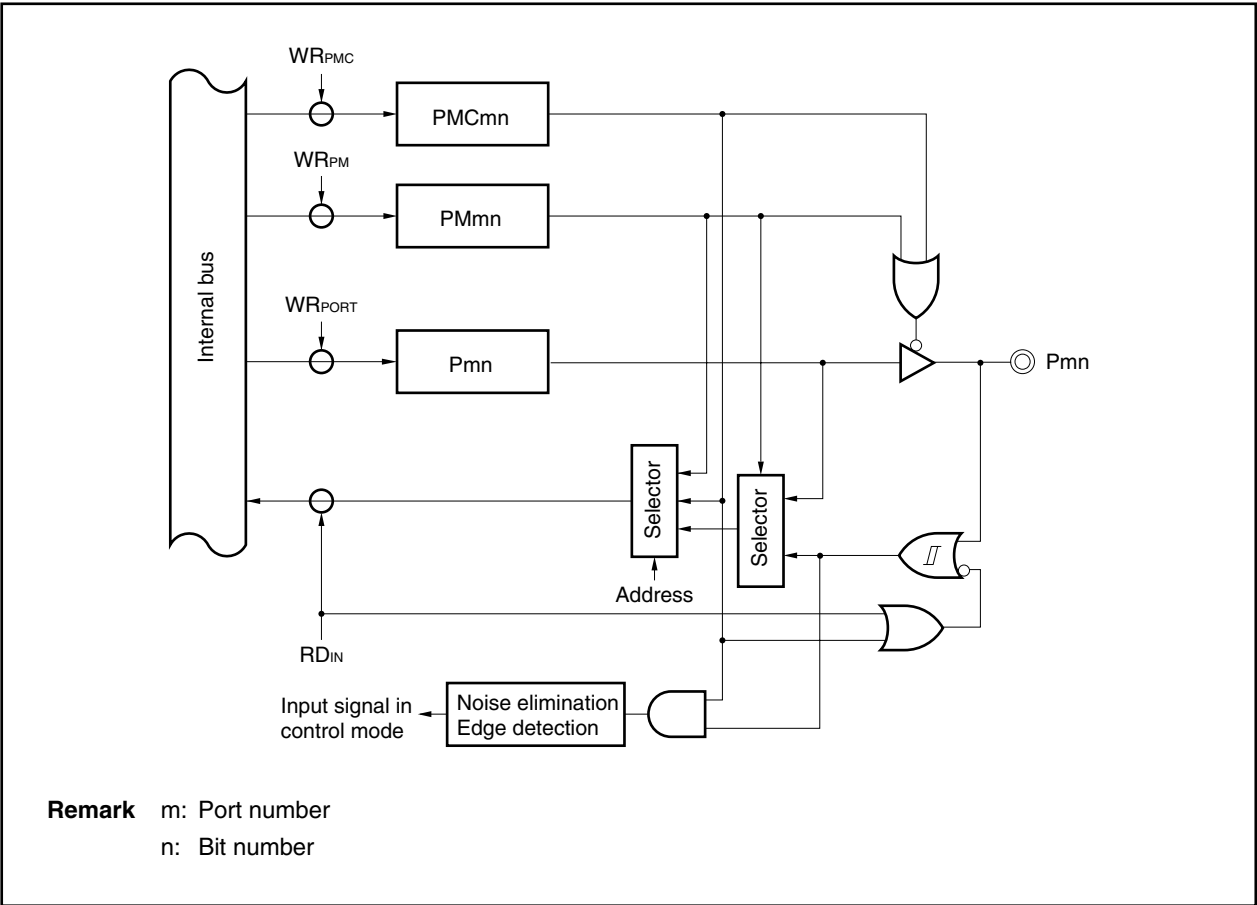 WRPMC
PMCmn
WRPM
PMmn
Internal bus
WRPORT
Pmn
Pmn
Selector
Selector
Address
RDIN
Input signal in
control mode
Noise elimination
Edge detection
Remark m: Port number
n: Bit number